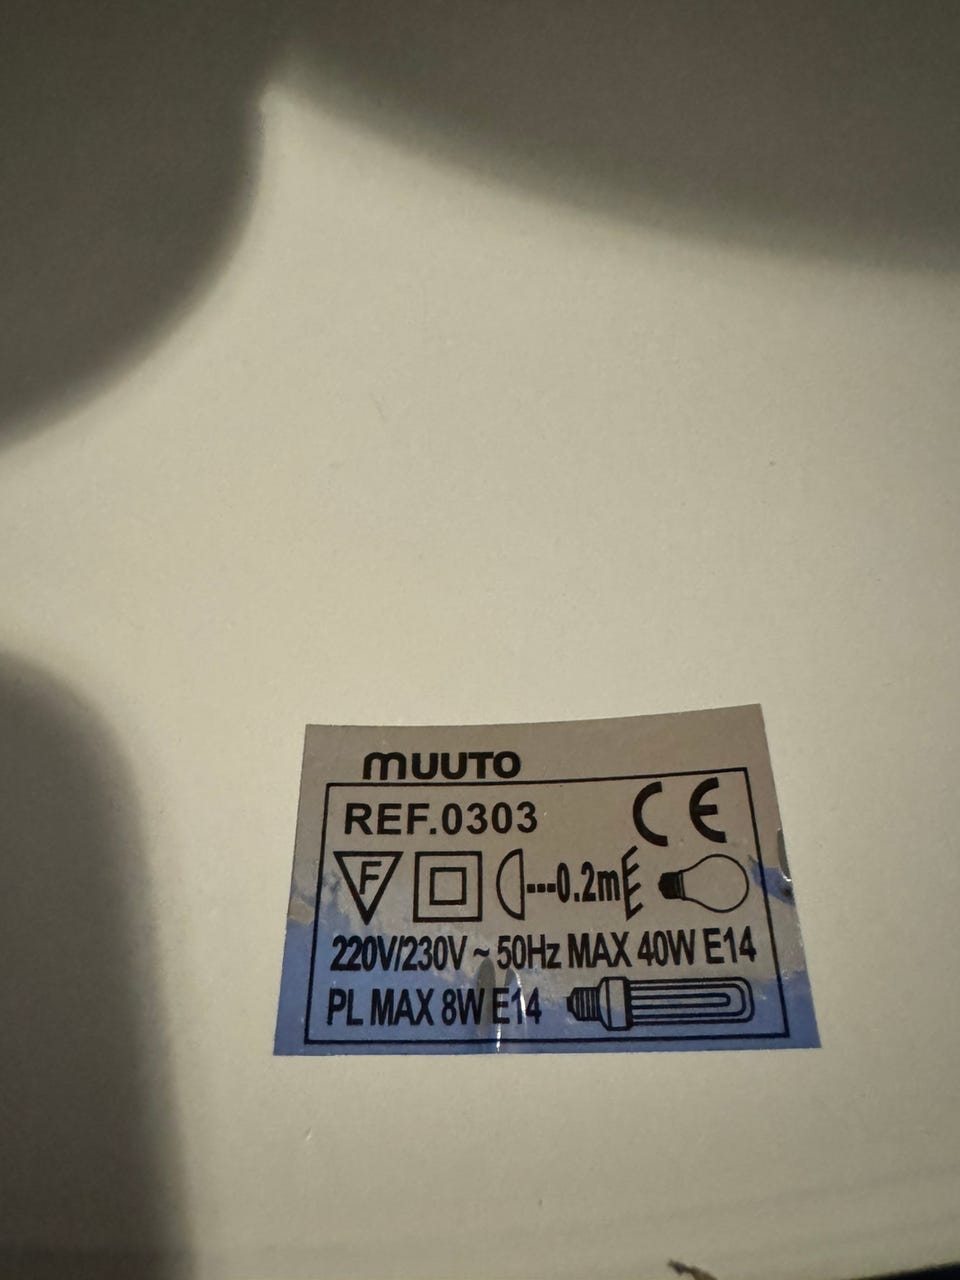 MUUTO
REF.0303 CE
F ---0.2m
220V/230V ~ 50Hz MAX 40W E14
PL MAX 8W E14